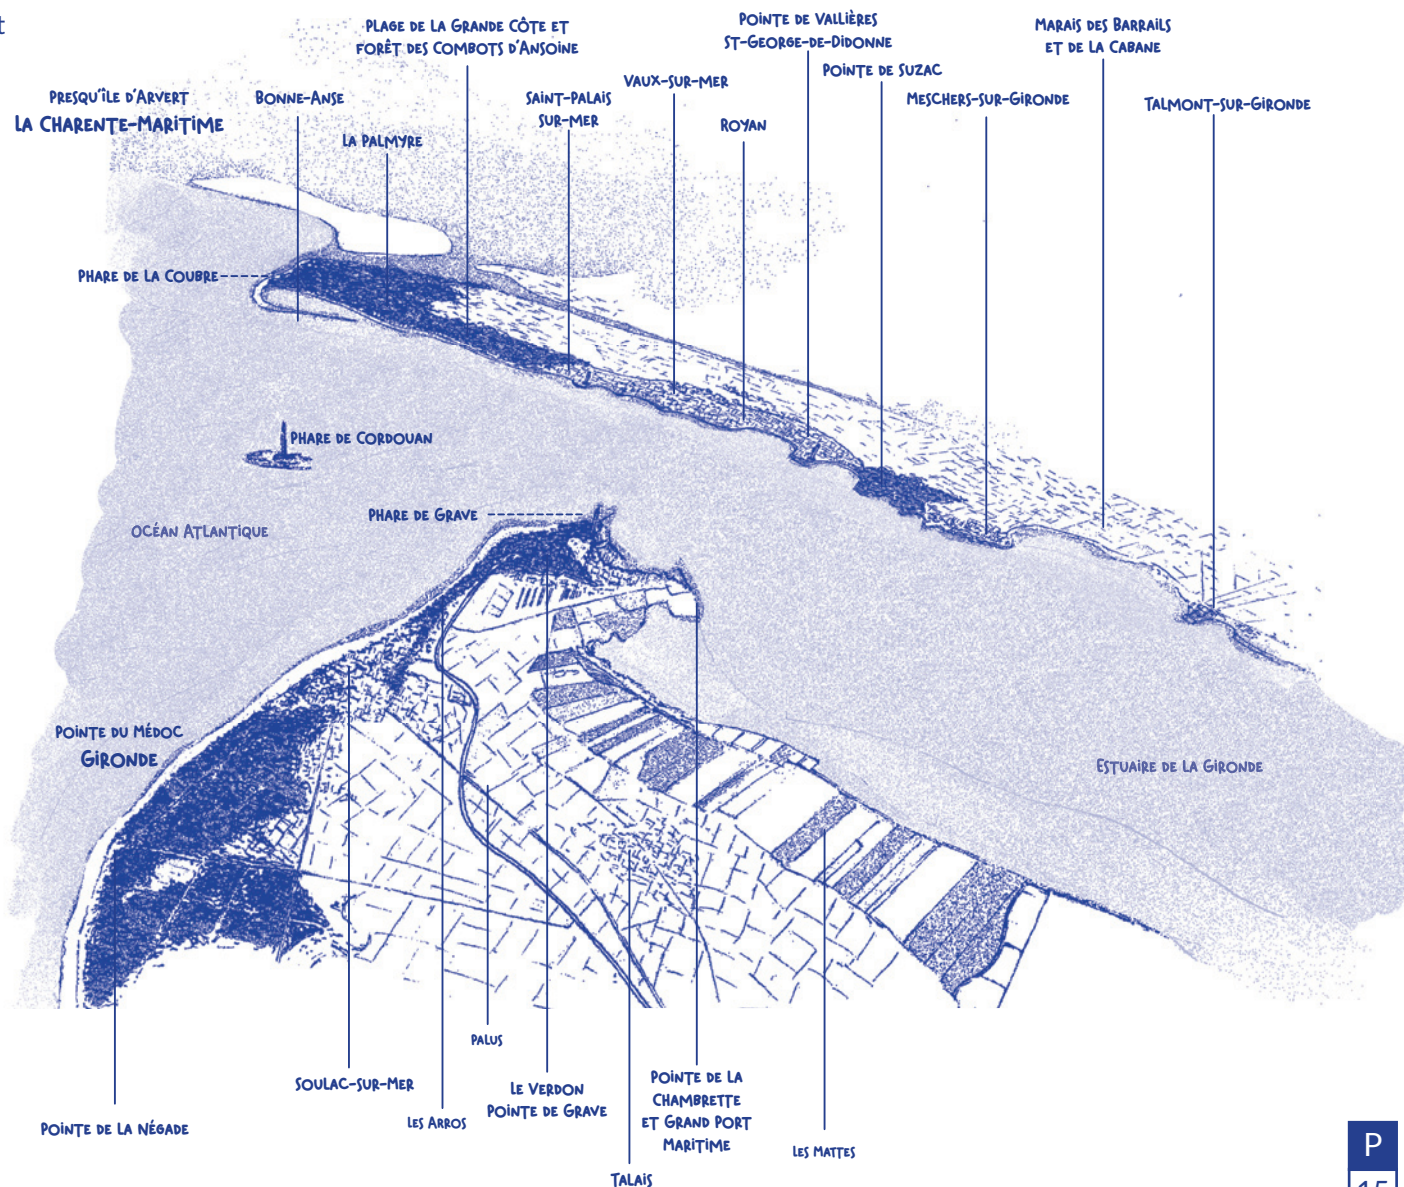 t
PLAGE DE LA GRANDE CÔTE ET
FORÊT DES COMBOTS D'ANSOINE
POINTE DE VALLIÈRES
ST-GEORGE-DE-DIDONNE
MARAIS DES BARRAILS
ET DE LA CABANE
PRESQU'ÎLE D'ARVERT
LA CHARENTE-MARITIME
BONNE-ANSE
LA PALMYRE
SAINT-PALAIS
SUR-MER
VAUX-SUR-MER
ROYAN
POINTE DE SUZAC
MESCHERS-SUR-GIRONDE
TALMONT-SUR-GIRONDE
PHARE DE LA COUBRE
PHARE DE CORDOUAN
PHARE DE GRAVE
OCÉAN ATLANTIQUE
POINTE DU MÉDOC
GIRONDE
ESTUAIRE DE LA GIRONDE
POINTE DE LA NÉGADE
SOULAC-SUR-MER
LES ARROS
PALUS
LE VERDON
POINTE DE GRAVE
TALAIS
POINTE DE LA
CHAMBRETTE
ET GRAND PORT
MARITIME
LES MATTES
P
15